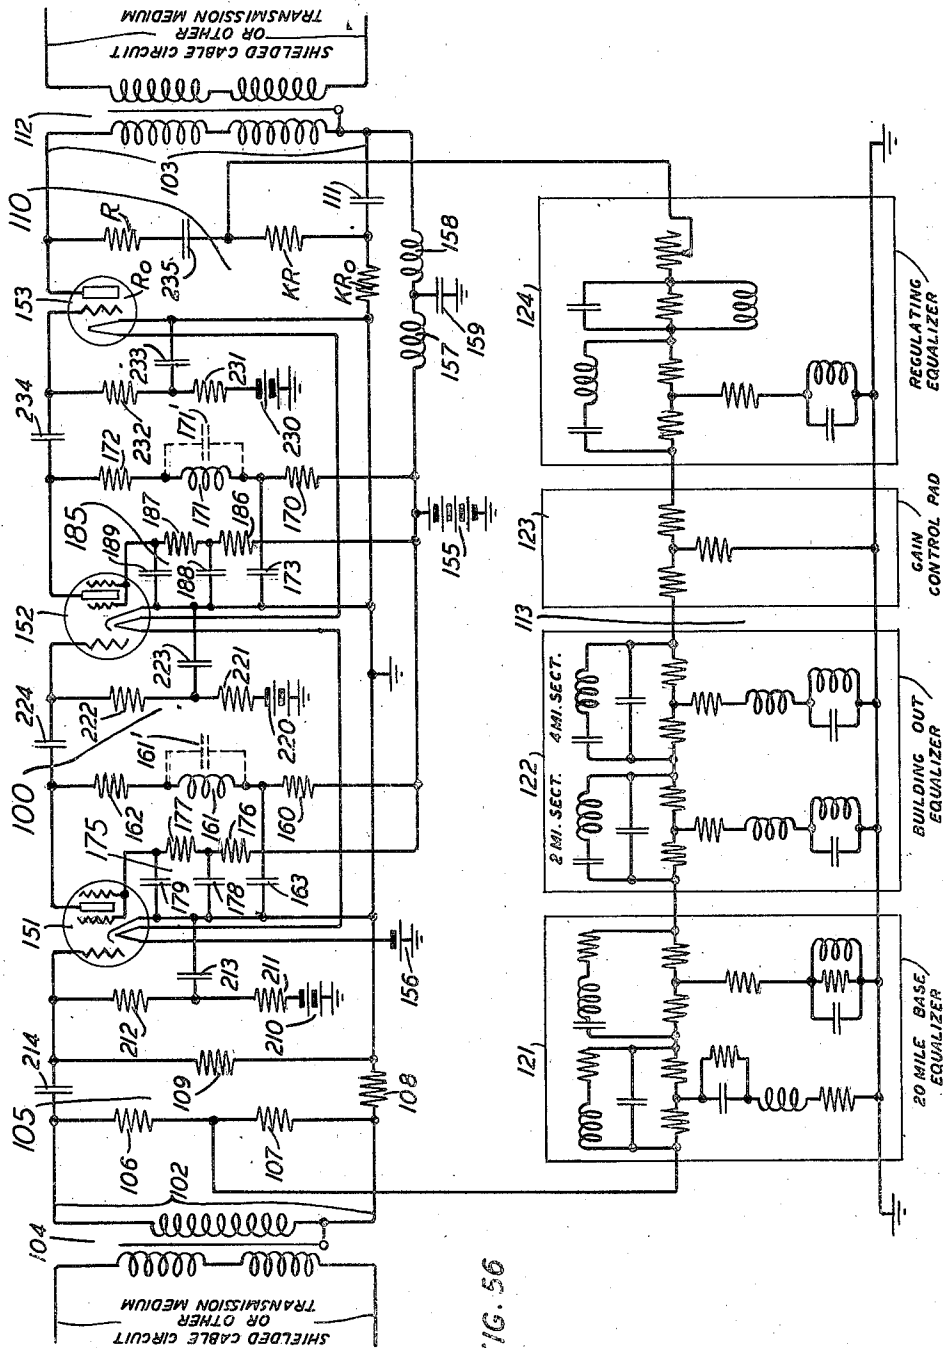 SHIELDED CABLE CIRCUIT
OR OTHER
TRANSMISSION MEDIUM
104
102
105
214
106
107
108
109
212
213
211
210
151
156
175
179
178
177
176
163
162
161
161'
160
100
224
222
223
221
220
152
185
189
188
187
186
173
172
171
171'
170
155
234
232
233
231
230
153
Ro
110
R
235
KR
KRo
111
103
112
157
158
159
SHIELDED CABLE CIRCUIT
OR OTHER
TRANSMISSION MEDIUM
121
122
2 MI. SECT.
4 MI. SECT.
113
123
124
20 MILE BASE
EQUALIZER
BUILDING OUT
EQUALIZER
GAIN
CONTROL PAD
REGULATING
EQUALIZER
FIG. 56